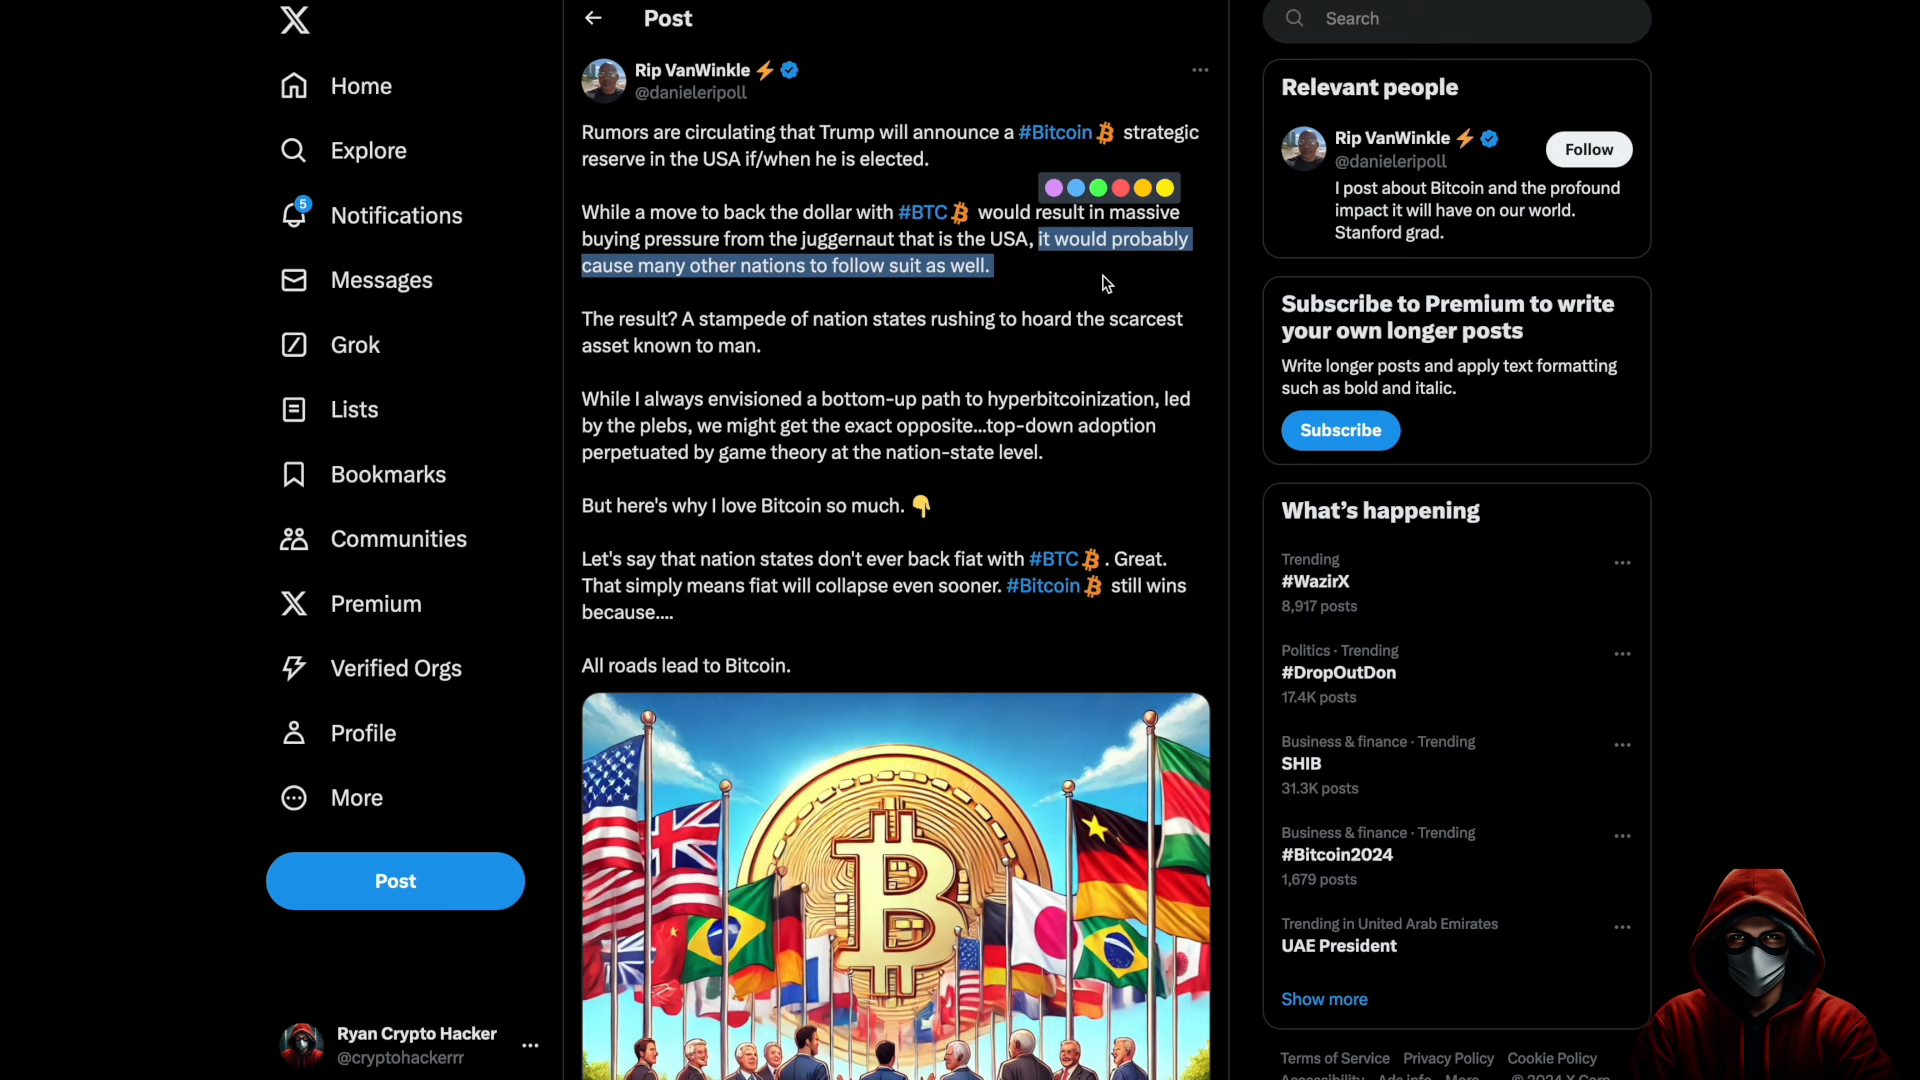 Home
Explore
5
Notifications
Messages
Grok
Lists
Bookmarks
Communities
Premium
Verified Orgs
Profile
More
Post
Ryan Crypto Hacker
@cryptohackerrr
Post
Rip VanWinkle
@danieleripoll
Rumors are circulating that Trump will announce a #Bitcoin strategic
reserve in the USA if/when he is elected.
While a move to back the dollar with #BTC would result in massive
buying pressure from the juggernaut that is the USA, it would probably
cause many other nations to follow suit as well.
The result? A stampede of nation states rushing to hoard the scarcest
asset known to man.
While I always envisioned a bottom-up path to hyperbitcoinization, led
by the plebs, we might get the exact opposite...top-down adoption
perpetuated by game theory at the nation-state level.
But here's why I love Bitcoin so much. 👇
Let's say that nation states don't ever back fiat with #BTC . Great.
That simply means fiat will collapse even sooner. #Bitcoin still wins
because....
All roads lead to Bitcoin.
Search
Relevant people
Rip VanWinkle
@danieleripoll
Follow
I post about Bitcoin and the profound
impact it will have on our world.
Stanford grad.
Subscribe to Premium to write
your own longer posts
Write longer posts and apply text formatting
such as bold and italic.
Subscribe
What's happening
Trending
#WazirX
8,917 posts
Politics · Trending
#DropOutDon
17.4K posts
Business & finance · Trending
SHIB
31.3K posts
Business & finance · Trending
#Bitcoin2024
1,679 posts
Trending in United Arab Emirates
UAE President
Show more
Terms of Service Privacy Policy Cookie Policy
Accessibility Ads info More © 2024 X Corp.